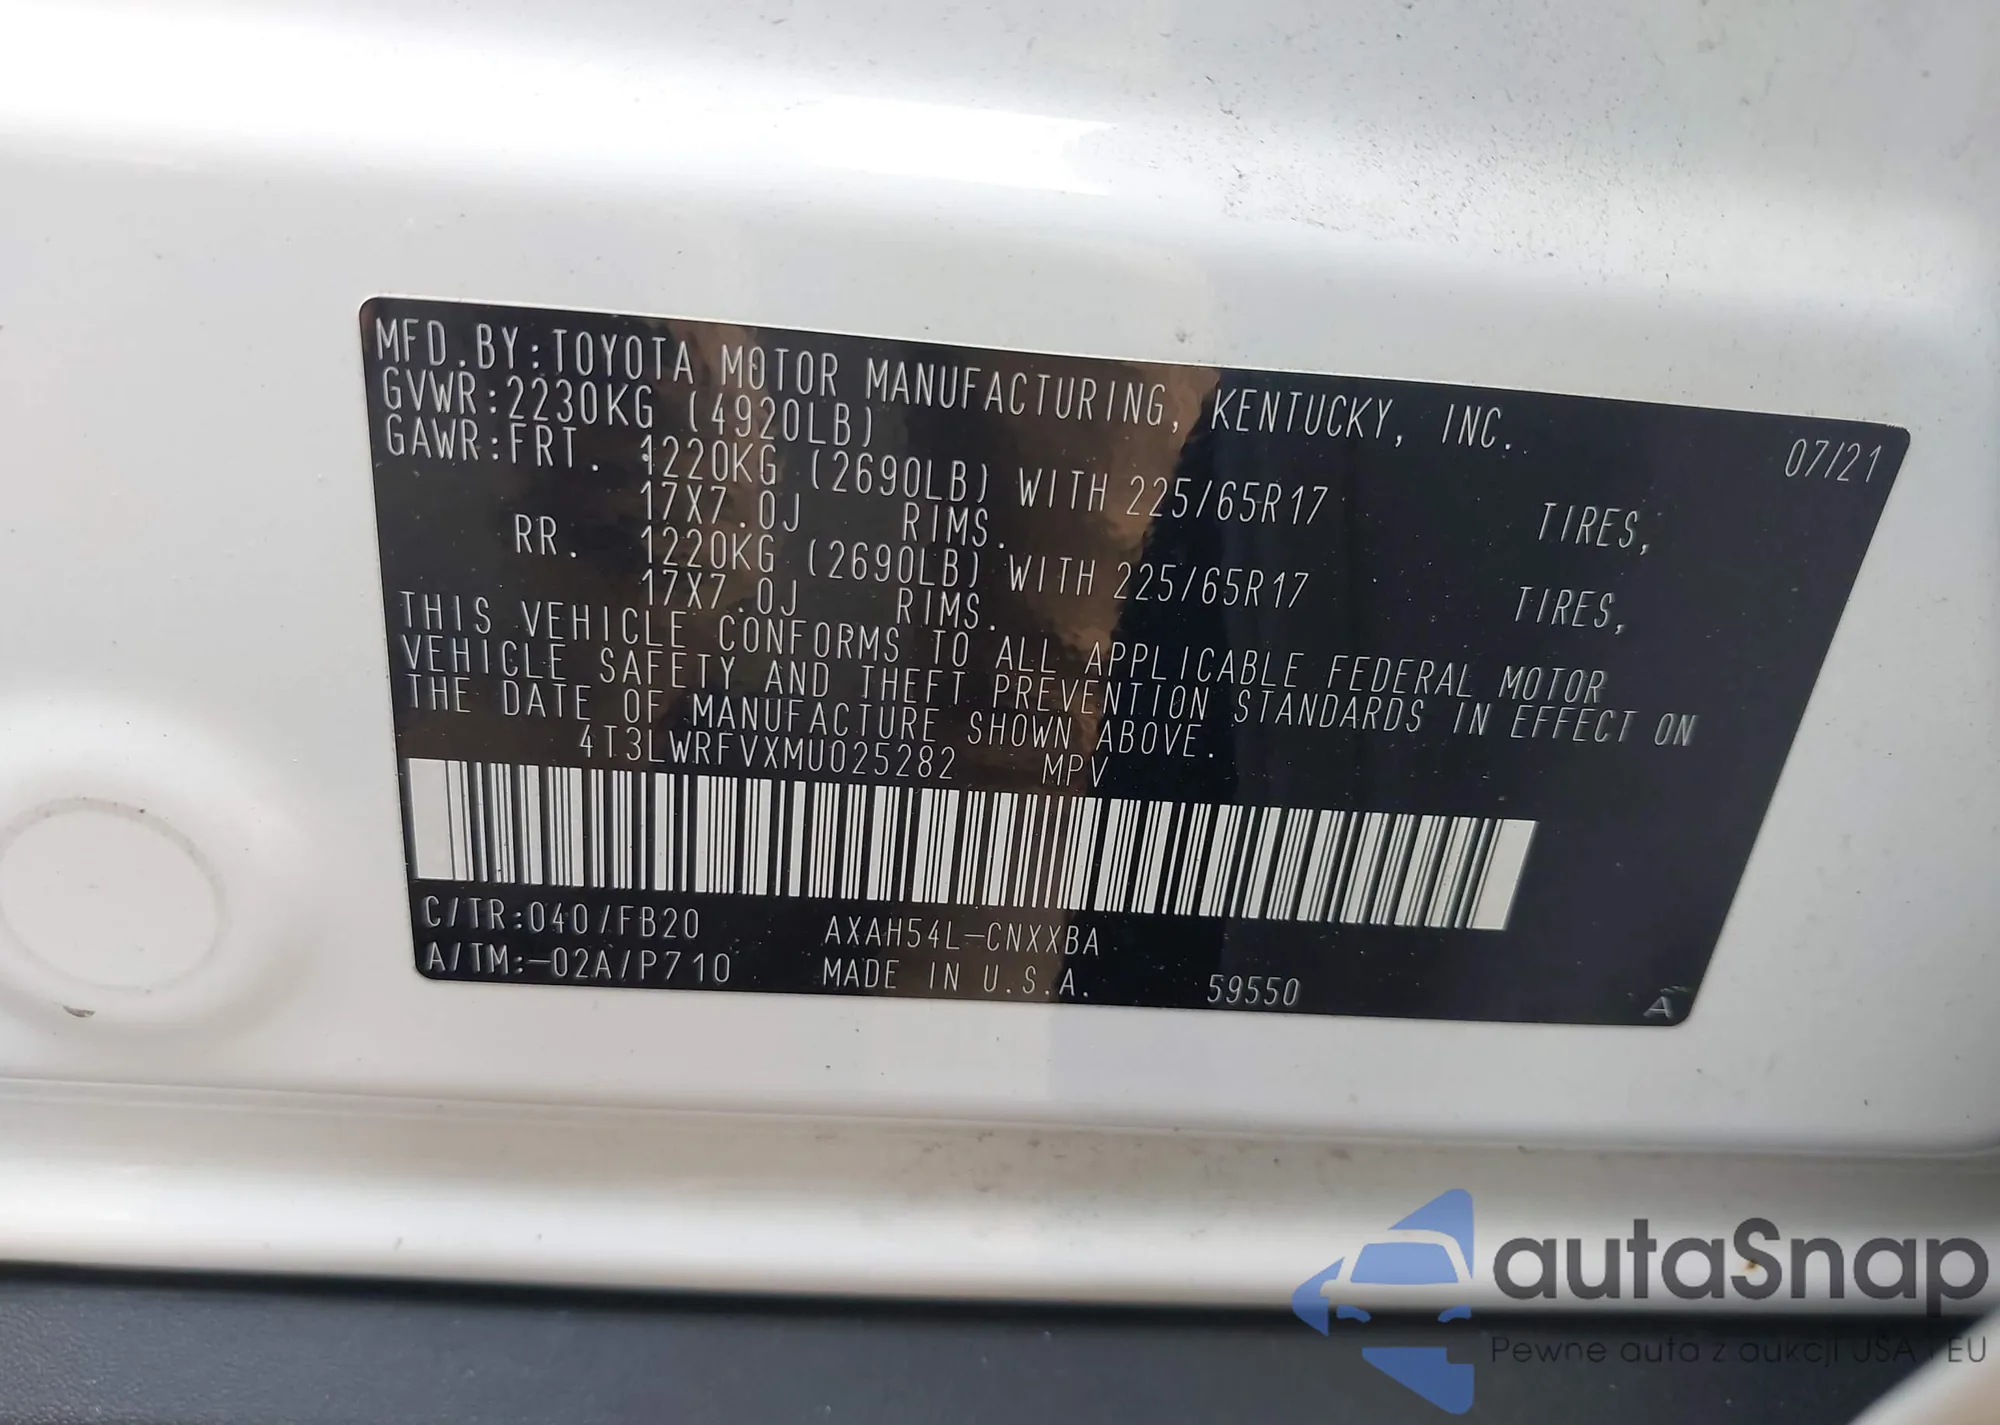 MFD.BY:TOYOTA MOTOR MANUFACTURING, KENTUCKY, INC. 07/21
GVWR:2230KG (4920LB)
GAWR:FRT. 1220KG (2690LB) WITH 225/65R17 TIRES,
17X7.0J RIMS.
RR. 1220KG (2690LB) WITH 225/65R17 TIRES,
17X7.0J RIMS.
THIS VEHICLE CONFORMS TO ALL APPLICABLE FEDERAL MOTOR
VEHICLE SAFETY AND THEFT PREVENTION STANDARDS IN EFFECT ON
THE DATE OF MANUFACTURE SHOWN ABOVE.
4T3LWRFVXMU025282 MPV
C/TR:040/FB20 AXAH54L-CNXXBA
A/TM:-02A/P710 MADE IN U.S.A. 59550 A
autaSnap
Pewne auta z aukcji USA i EU